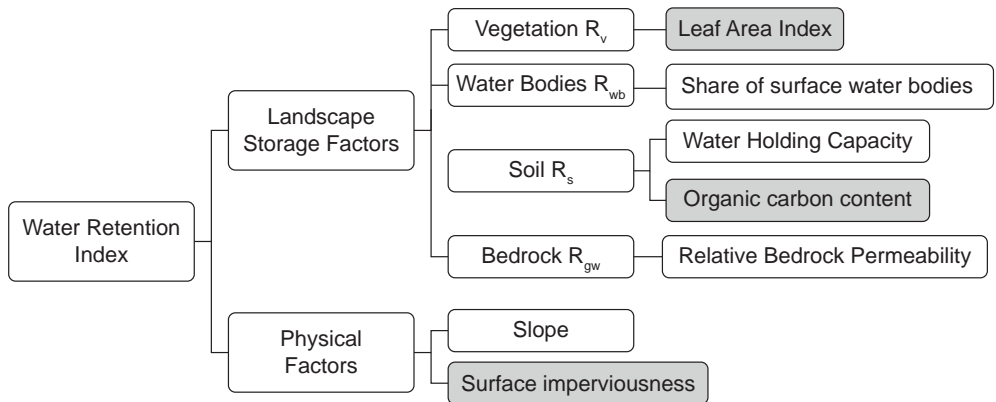 Water Retention
Index
Landscape
Storage Factors
Physical
Factors
Vegetation Rv
Water Bodies Rwb
Soil Rs
Bedrock Rgw
Slope
Surface imperviousness
Leaf Area Index
Share of surface water bodies
Water Holding Capacity
Organic carbon content
Relative Bedrock Permeability